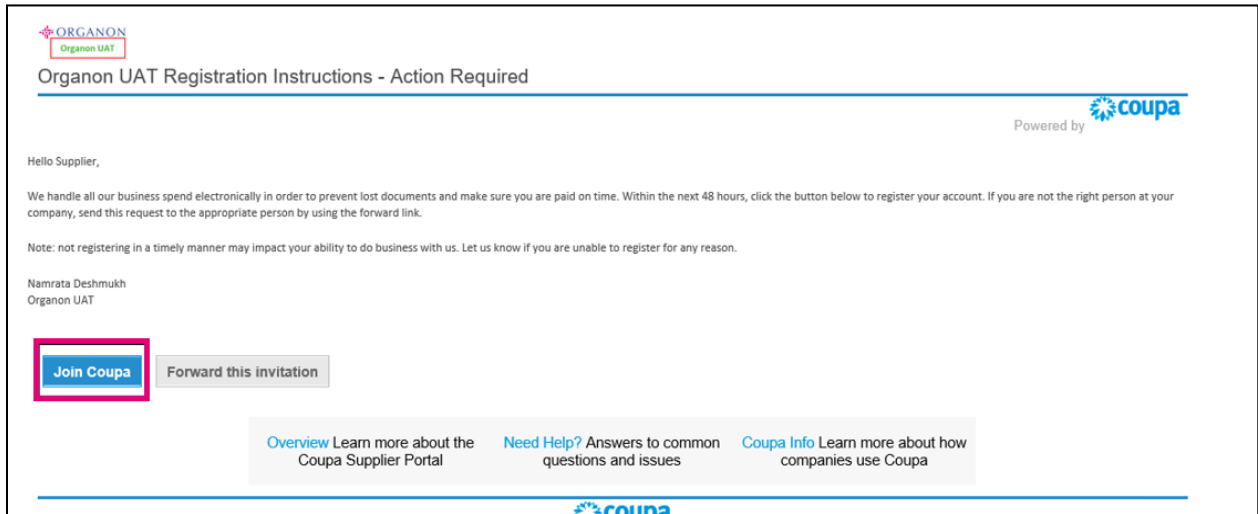 ORGANON
Organon UAT
Organon UAT Registration Instructions - Action Required
Powered by coupa
Hello Supplier,
We handle all our business spend electronically in order to prevent lost documents and make sure you are paid on time. Within the next 48 hours, click the button below to register your account. If you are not the right person at your
company, send this request to the appropriate person by using the forward link.
Note: not registering in a timely manner may impact your ability to do business with us. Let us know if you are unable to register for any reason.
Namrata Deshmukh
Organon UAT
Join Coupa Forward this invitation
Overview Learn more about the Need Help? Answers to common Coupa Info Learn more about how
Coupa Supplier Portal questions and issues companies use Coupa
coupa